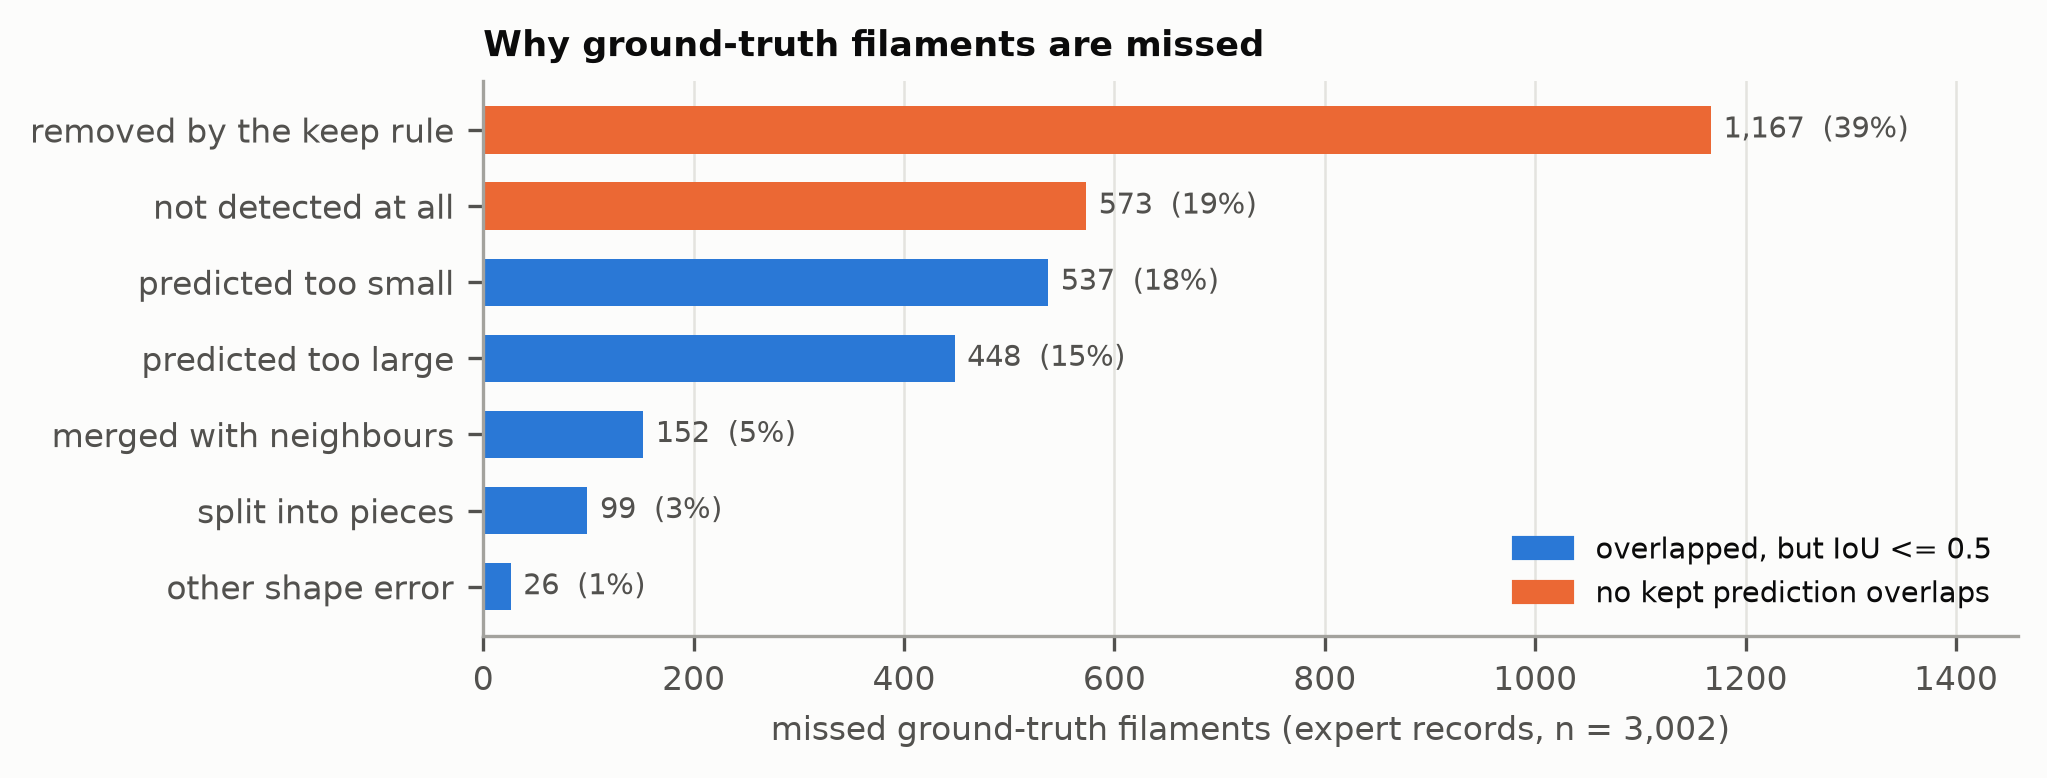 Why ground-truth filaments are missed
removed by the keep rule
1,167 (39%)
not detected at all
573 (19%)
predicted too small
537 (18%)
predicted too large
448 (15%)
merged with neighbours
152 (5%)
split into pieces
99 (3%)
other shape error
26 (1%)
overlapped, but IoU <= 0.5
no kept prediction overlaps
0 200 400 600 800 1000 1200 1400
missed ground-truth filaments (expert records, n = 3,002)